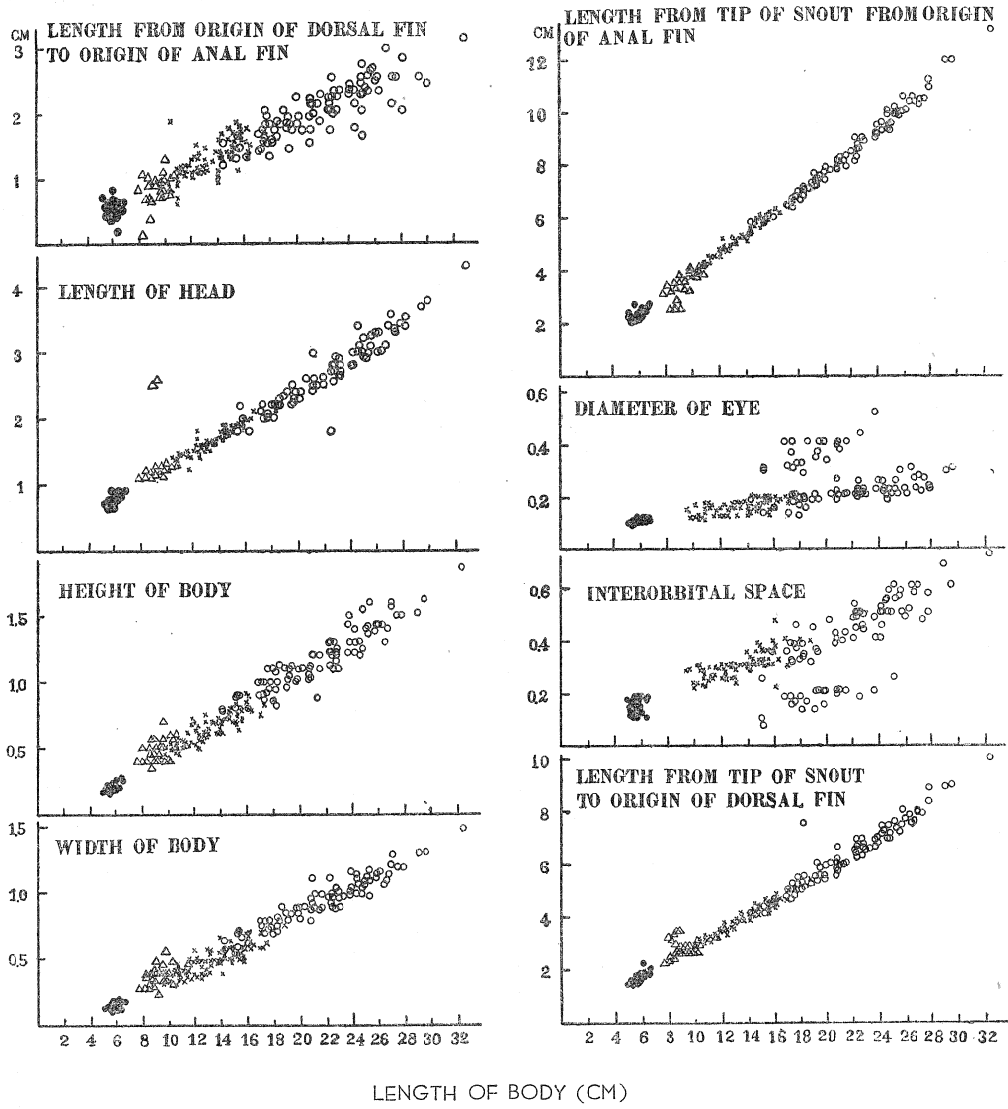 LENGTH FROM ORIGIN OF DORSAL FIN
TO ORIGIN OF ANAL FIN
CM
3
2
1
LENGTH OF HEAD
4
3
2
1
HEIGHT OF BODY
1,5
1,0
0,5
WIDTH OF BODY
1,5
1,0
0,5
2 4 6 8 10 12 14 16 18 20 22 24 26 28 30 32
LENGTH FROM TIP OF SNOUT FROM ORIGIN
OF ANAL FIN
CM
12
10
8
6
4
2
DIAMETER OF EYE
0,6
0,4
0,2
INTERORBITAL SPACE
0,6
0,4
0,2
LENGTH FROM TIP OF SNOUT
TO ORIGIN OF DORSAL FIN
10
8
6
4
2
2 4 6 8 10 12 14 16 18 20 22 24 26 28 30 32
LENGTH OF BODY (CM)